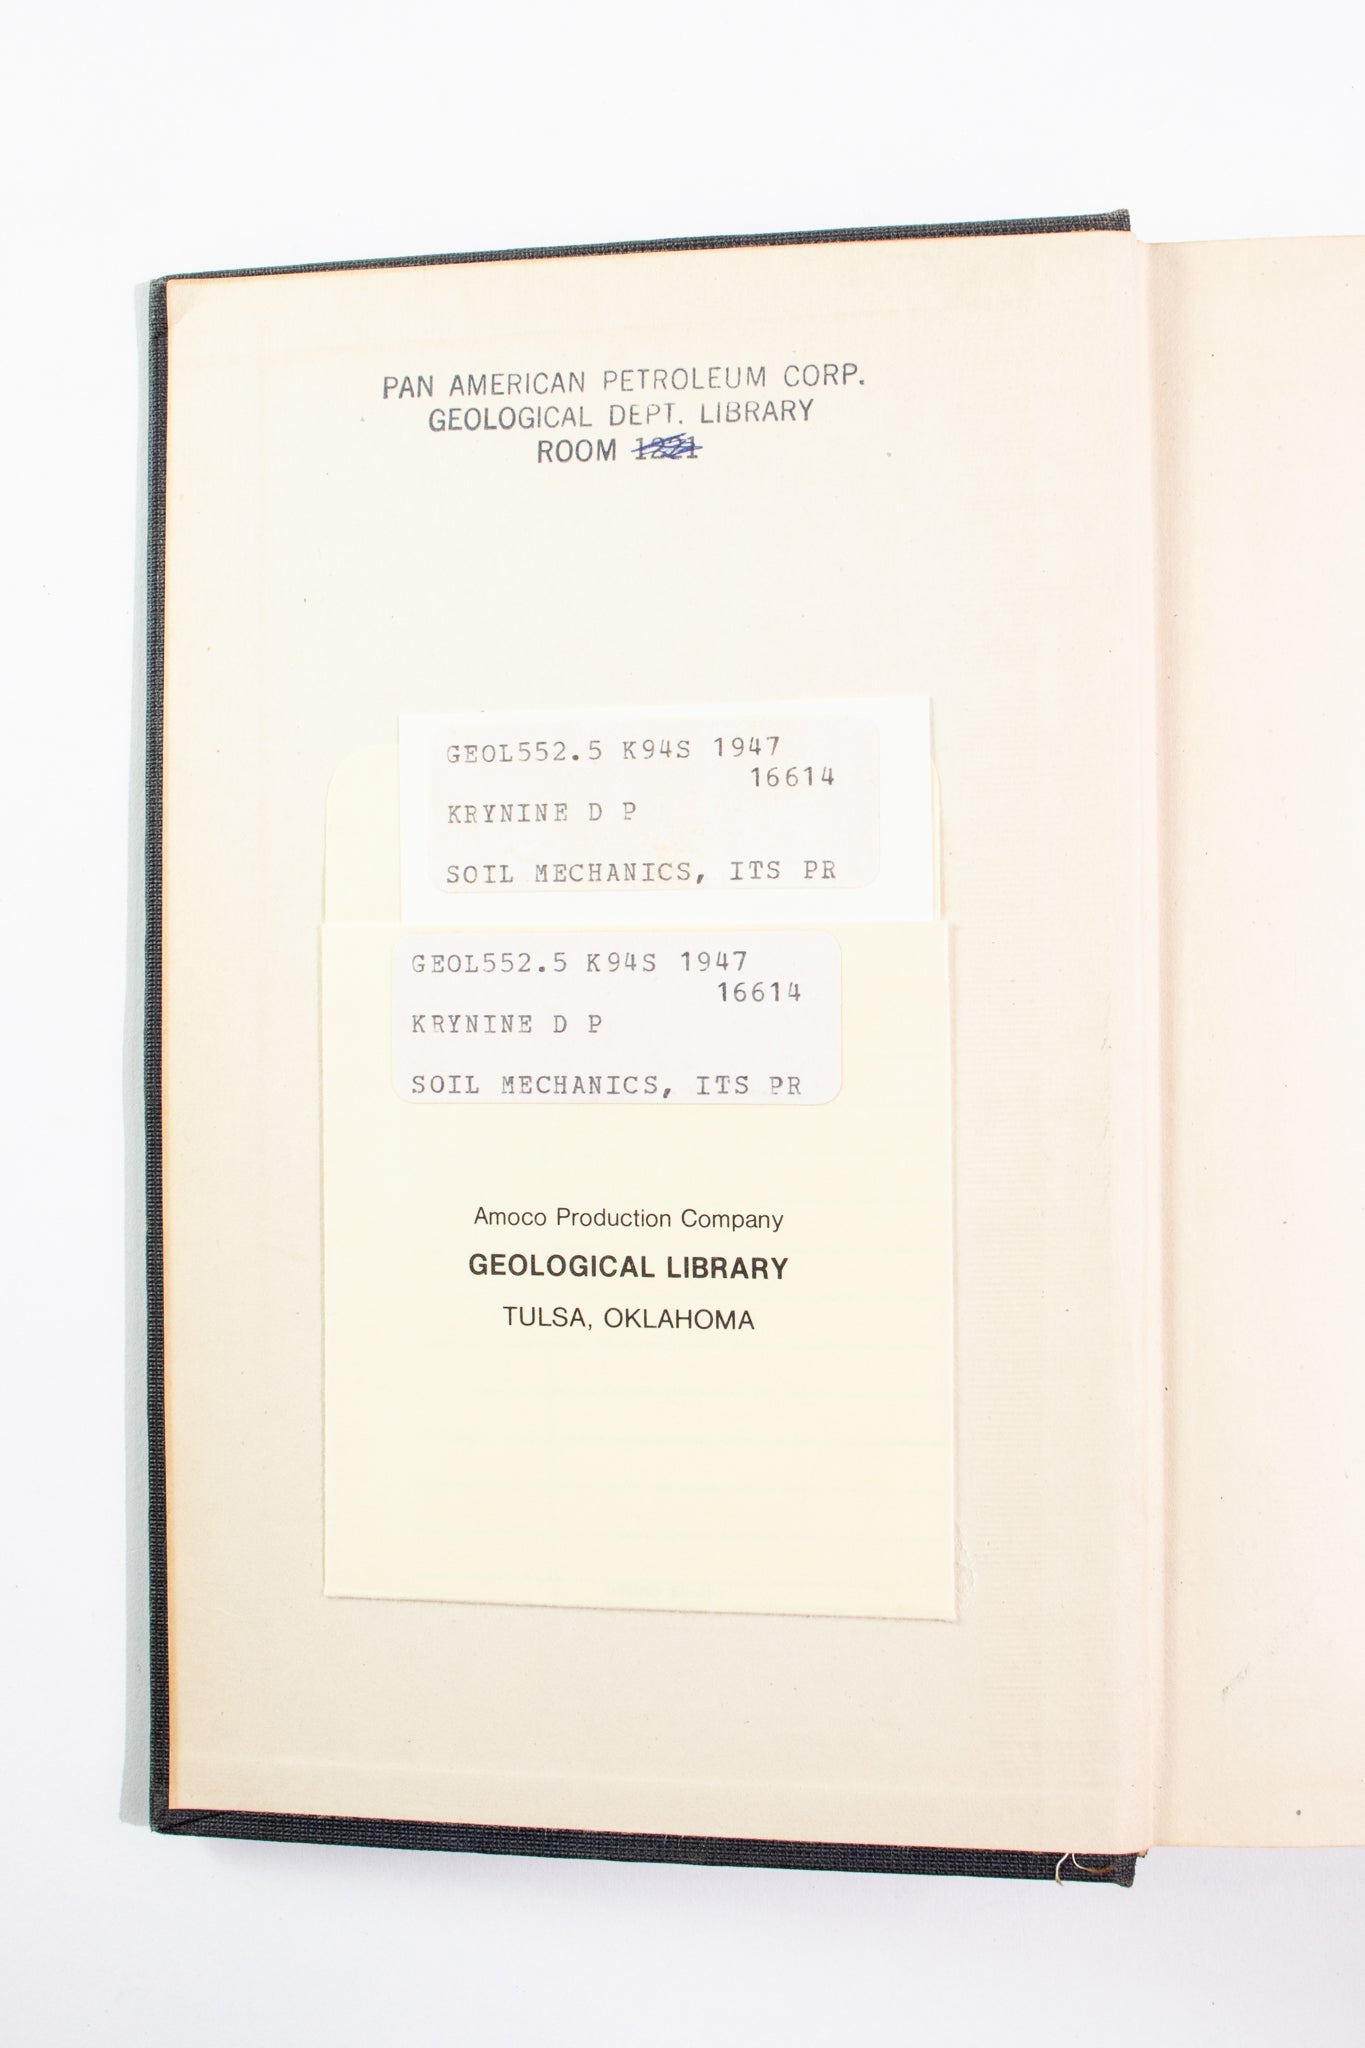 PAN AMERICAN PETROLEUM CORP.
GEOLOGICAL DEPT. LIBRARY
ROOM
GEOL552.5 K94S 1947
16614
KRYNINE D P
SOIL MECHANICS, ITS PR
GEOL552.5 K94S 1947
16614
KRYNINE D P
SOIL MECHANICS, ITS PR
Amoco Production Company
GEOLOGICAL LIBRARY
TULSA, OKLAHOMA